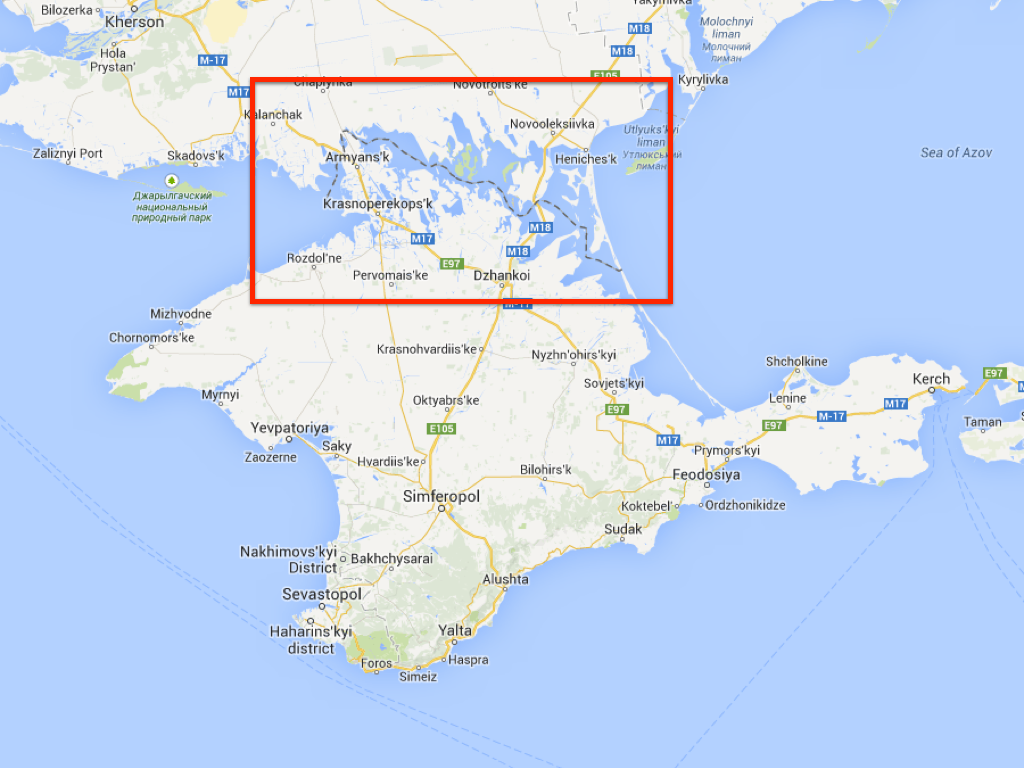 Bilozerka
Kherson
Hola
Prystan'
M-17
M17
Yakymivka
M18
M18
E105
Molochnyi
liman
Молочний
лиман
Kyrylivka
Chaplynka
Novotroits'ke
Kalanchak
Novooleksiivka
Utlyuks'kyi
liman
Утлюкський
лиман
Sea of Azov
Zaliznyi Port
Skadovs'k
Armyans'k
Heniches'k
Джарылгачский
национальный
природный парк
Krasnoperekops'k
M17
M18
M18
Rozdol'ne
E97
Pervomais'ke
Dzhankoi
M-17
Mizhvodne
Chornomors'ke
Krasnohvardiis'ke
Nyzhn'ohirs'kyi
Shcholkine
Kerch
E97
Sovjets'kyi
Myrnyi
Oktyabrs'ke
E97
Lenine
M17
M-17
E97
Taman
Yevpatoriya
E105
M17
Saky
Zaozerne
Hvardiis'ke
Prymors'kyi
Bilohirs'k
Feodosiya
Simferopol
Koktebel'
Ordzhonikidze
Sudak
Nakhimovs'kyi
District
Bakhchysarai
Alushta
Sevastopol
Haharins'kyi
district
Yalta
Foros
Haspra
Simeiz